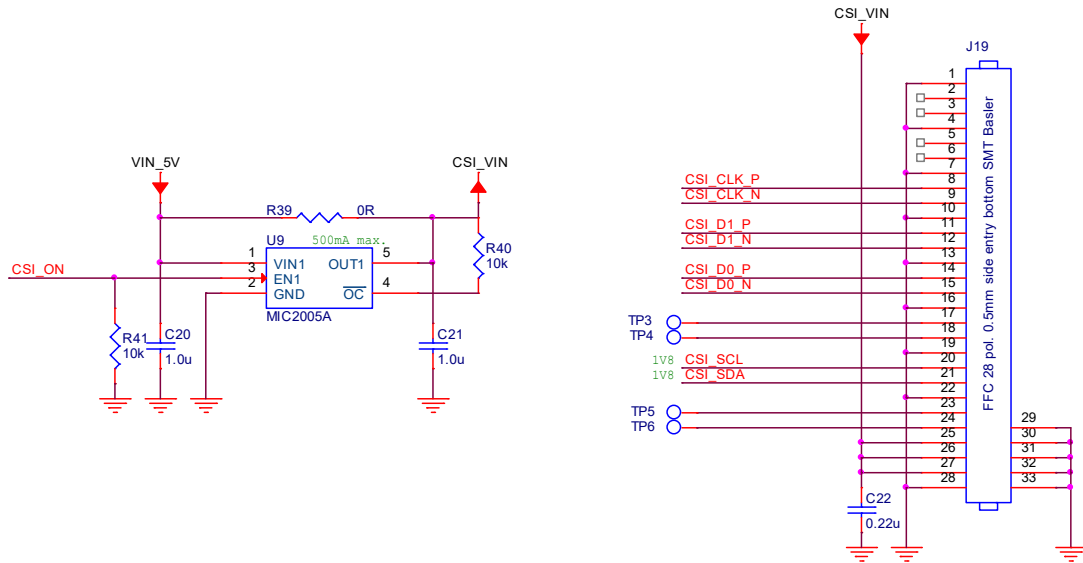 CSI_VIN
J19
VIN_5V
CSI_VIN
R39 0R
U9 500mA max.
R40
10k
CSI_ON
1 VIN1 OUT1 5
3 EN1
2 GND OC 4
MIC2005A
R41
10k
C20
1.0u
C21
1.0u
1
2
3
4
5
6
7
CSI_CLK_P 8
CSI_CLK_N 9
10
CSI_D1_P 11
CSI_D1_N 12
13
CSI_D0_P 14
CSI_D0_N 15
16
TP3 17
TP4 18
19
1V8 CSI_SCL 20
1V8 CSI_SDA 21
22
TP5 23
TP6 24
25
26
27
28
29
30
31
32
33
FFC 28 pol. 0.5mm side entry bottom SMT Basler
C22
0.22u